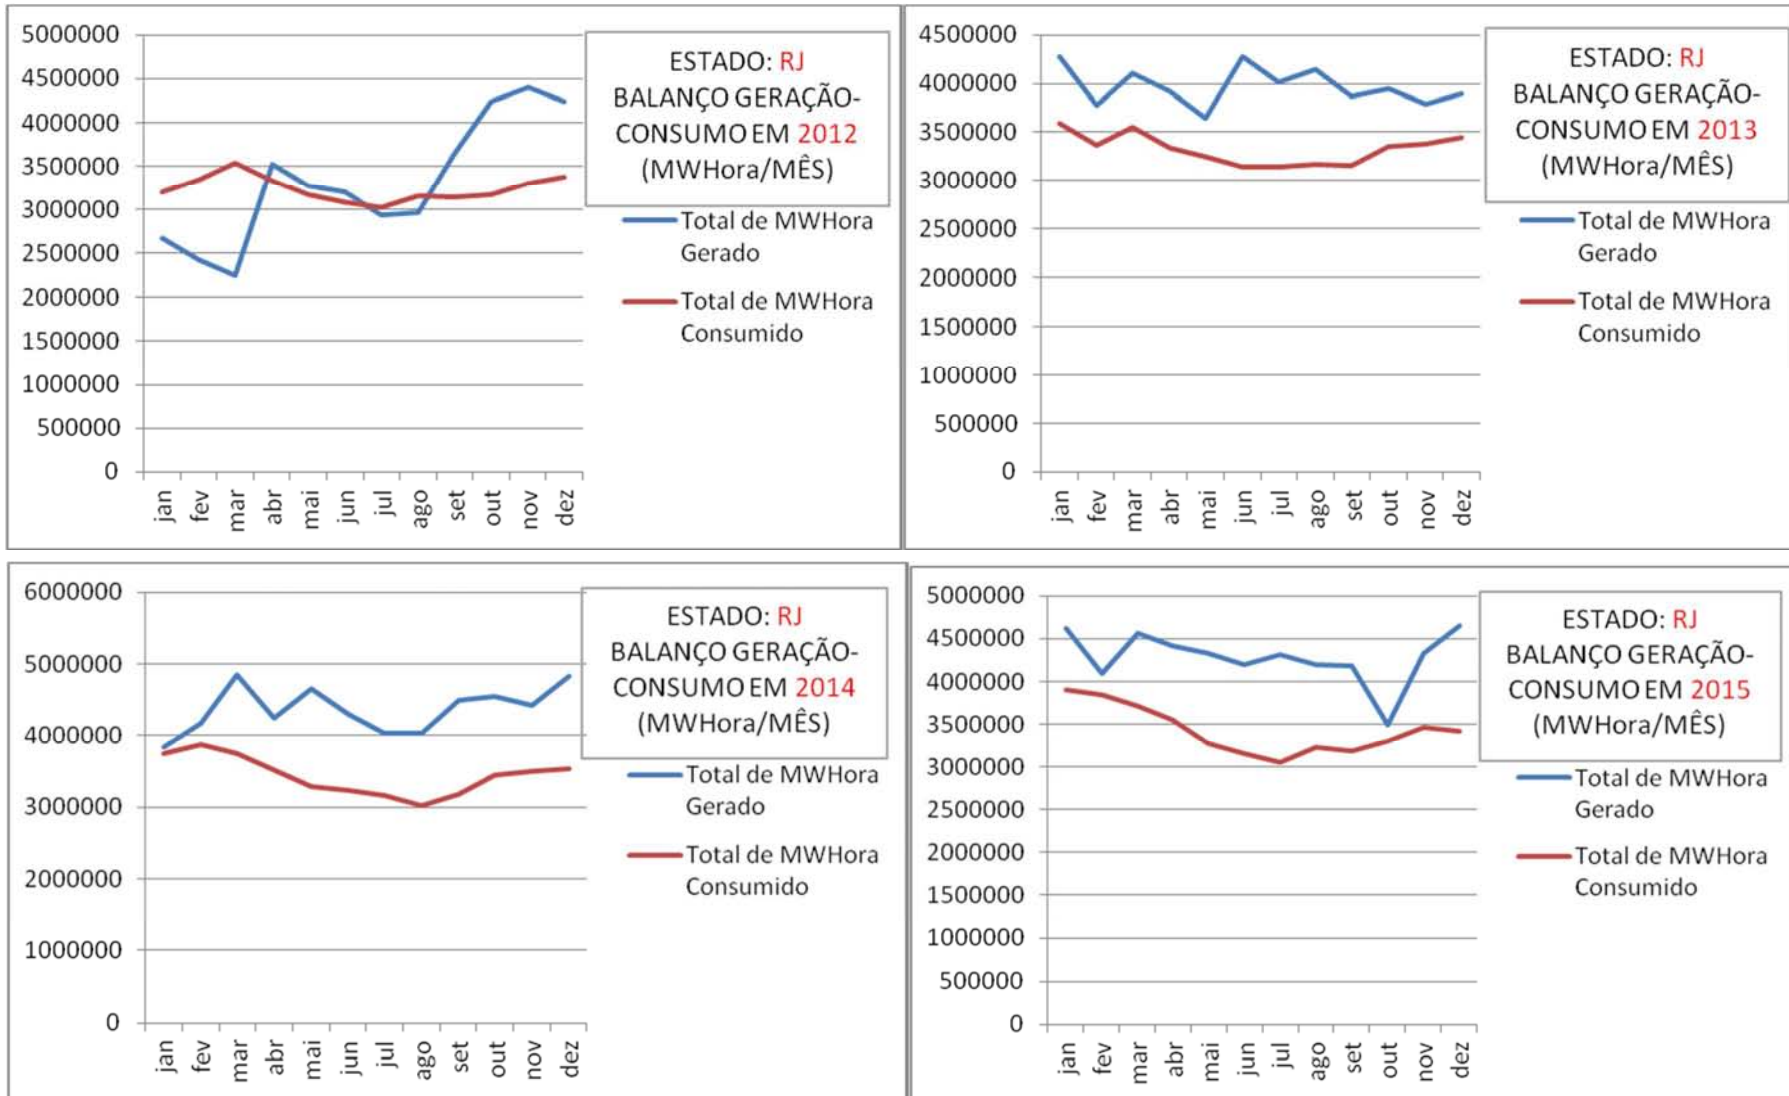 5000000
4500000
4000000
3500000
3000000
2500000
2000000
1500000
1000000
500000
0
jan
fev
mar
abr
mai
jun
jul
ago
set
out
nov
dez
ESTADO: RJ
BALANÇO GERAÇÃO-
CONSUMO EM 2012
(MWHora/MÊS)
Total de MWHora
Gerado
Total de MWHora
Consumido
4500000
4000000
3500000
3000000
2500000
2000000
1500000
1000000
500000
0
jan
fev
mar
abr
mai
jun
jul
ago
set
out
nov
dez
ESTADO: RJ
BALANÇO GERAÇÃO-
CONSUMO EM 2013
(MWHora/MÊS)
Total de MWHora
Gerado
Total de MWHora
Consumido
6000000
5000000
4000000
3000000
2000000
1000000
0
jan
fev
mar
abr
mai
jun
jul
ago
set
out
nov
dez
ESTADO: RJ
BALANÇO GERAÇÃO-
CONSUMO EM 2014
(MWHora/MÊS)
Total de MWHora
Gerado
Total de MWHora
Consumido
5000000
4500000
4000000
3500000
3000000
2500000
2000000
1500000
1000000
500000
0
jan
fev
mar
abr
mai
jun
jul
ago
set
out
nov
dez
ESTADO: RJ
BALANÇO GERAÇÃO-
CONSUMO EM 2015
(MWHora/MÊS)
Total de MWHora
Gerado
Total de MWHora
Consumido